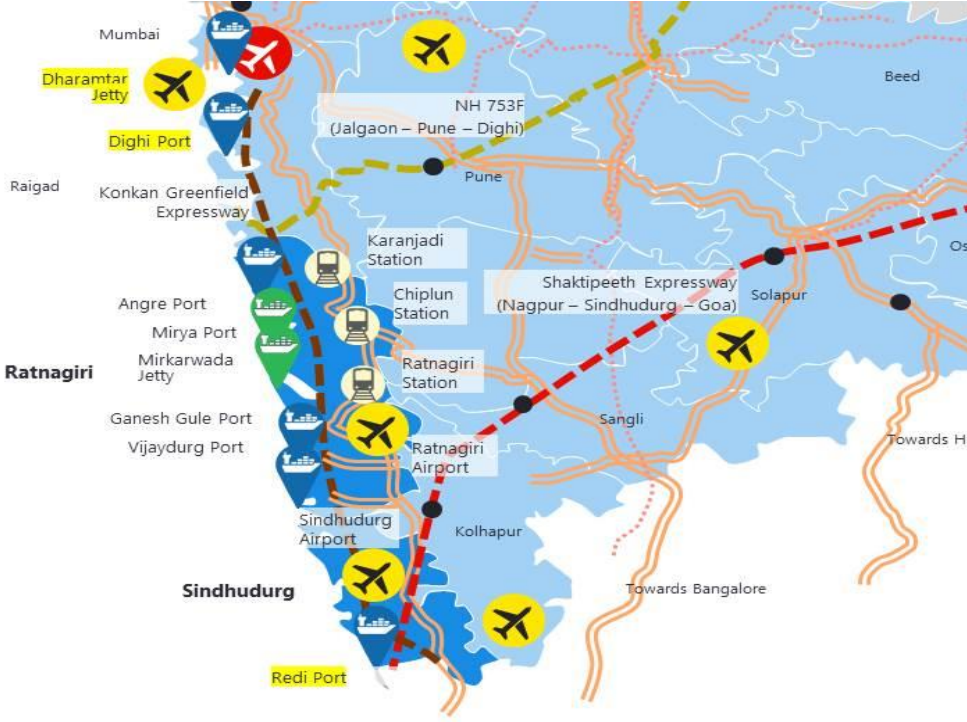 Mumbai
Beed
Dharamtar
Jetty
NH 753F
(Jalgaon – Pune – Dighi)
Dighi Port
Pune
Raigad
Konkan Greenfield
Expressway
Karanjadi
Station
Os
Shaktipeeth Expressway
(Nagpur – Sindhudurg – Goa)
Solapur
Chiplun
Station
Angre Port
Mirya Port
Mirkarwada
Jetty
Ratnagiri
Ratnagiri
Station
Ganesh Gule Port
Sangli
Vijaydurg Port
Ratnagiri
Airport
Towards H
Sindhudurg
Airport
Kolhapur
Sindhudurg
Towards Bangalore
Redi Port